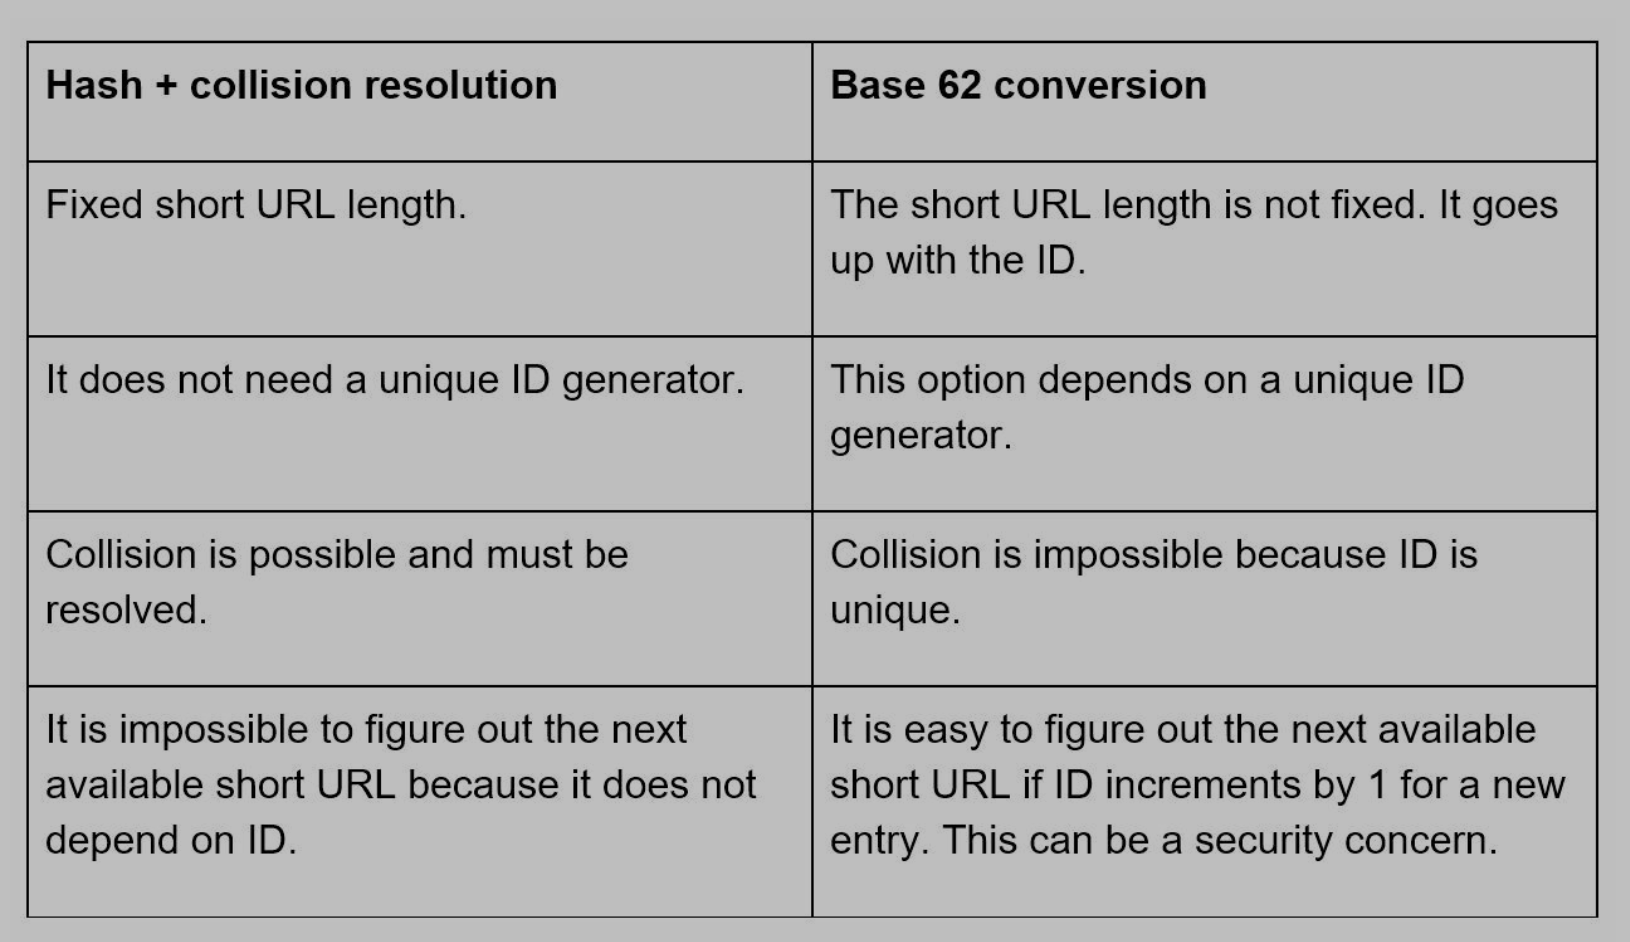 Hash + collision resolution
Base 62 conversion
Fixed short URL length.
The short URL length is not fixed. It goes
up with the ID.
It does not need a unique ID generator.
This option depends on a unique ID
generator.
Collision is possible and must be
resolved.
Collision is impossible because ID is
unique.
It is impossible to figure out the next
available short URL because it does not
depend on ID.
It is easy to figure out the next available
short URL if ID increments by 1 for a new
entry. This can be a security concern.